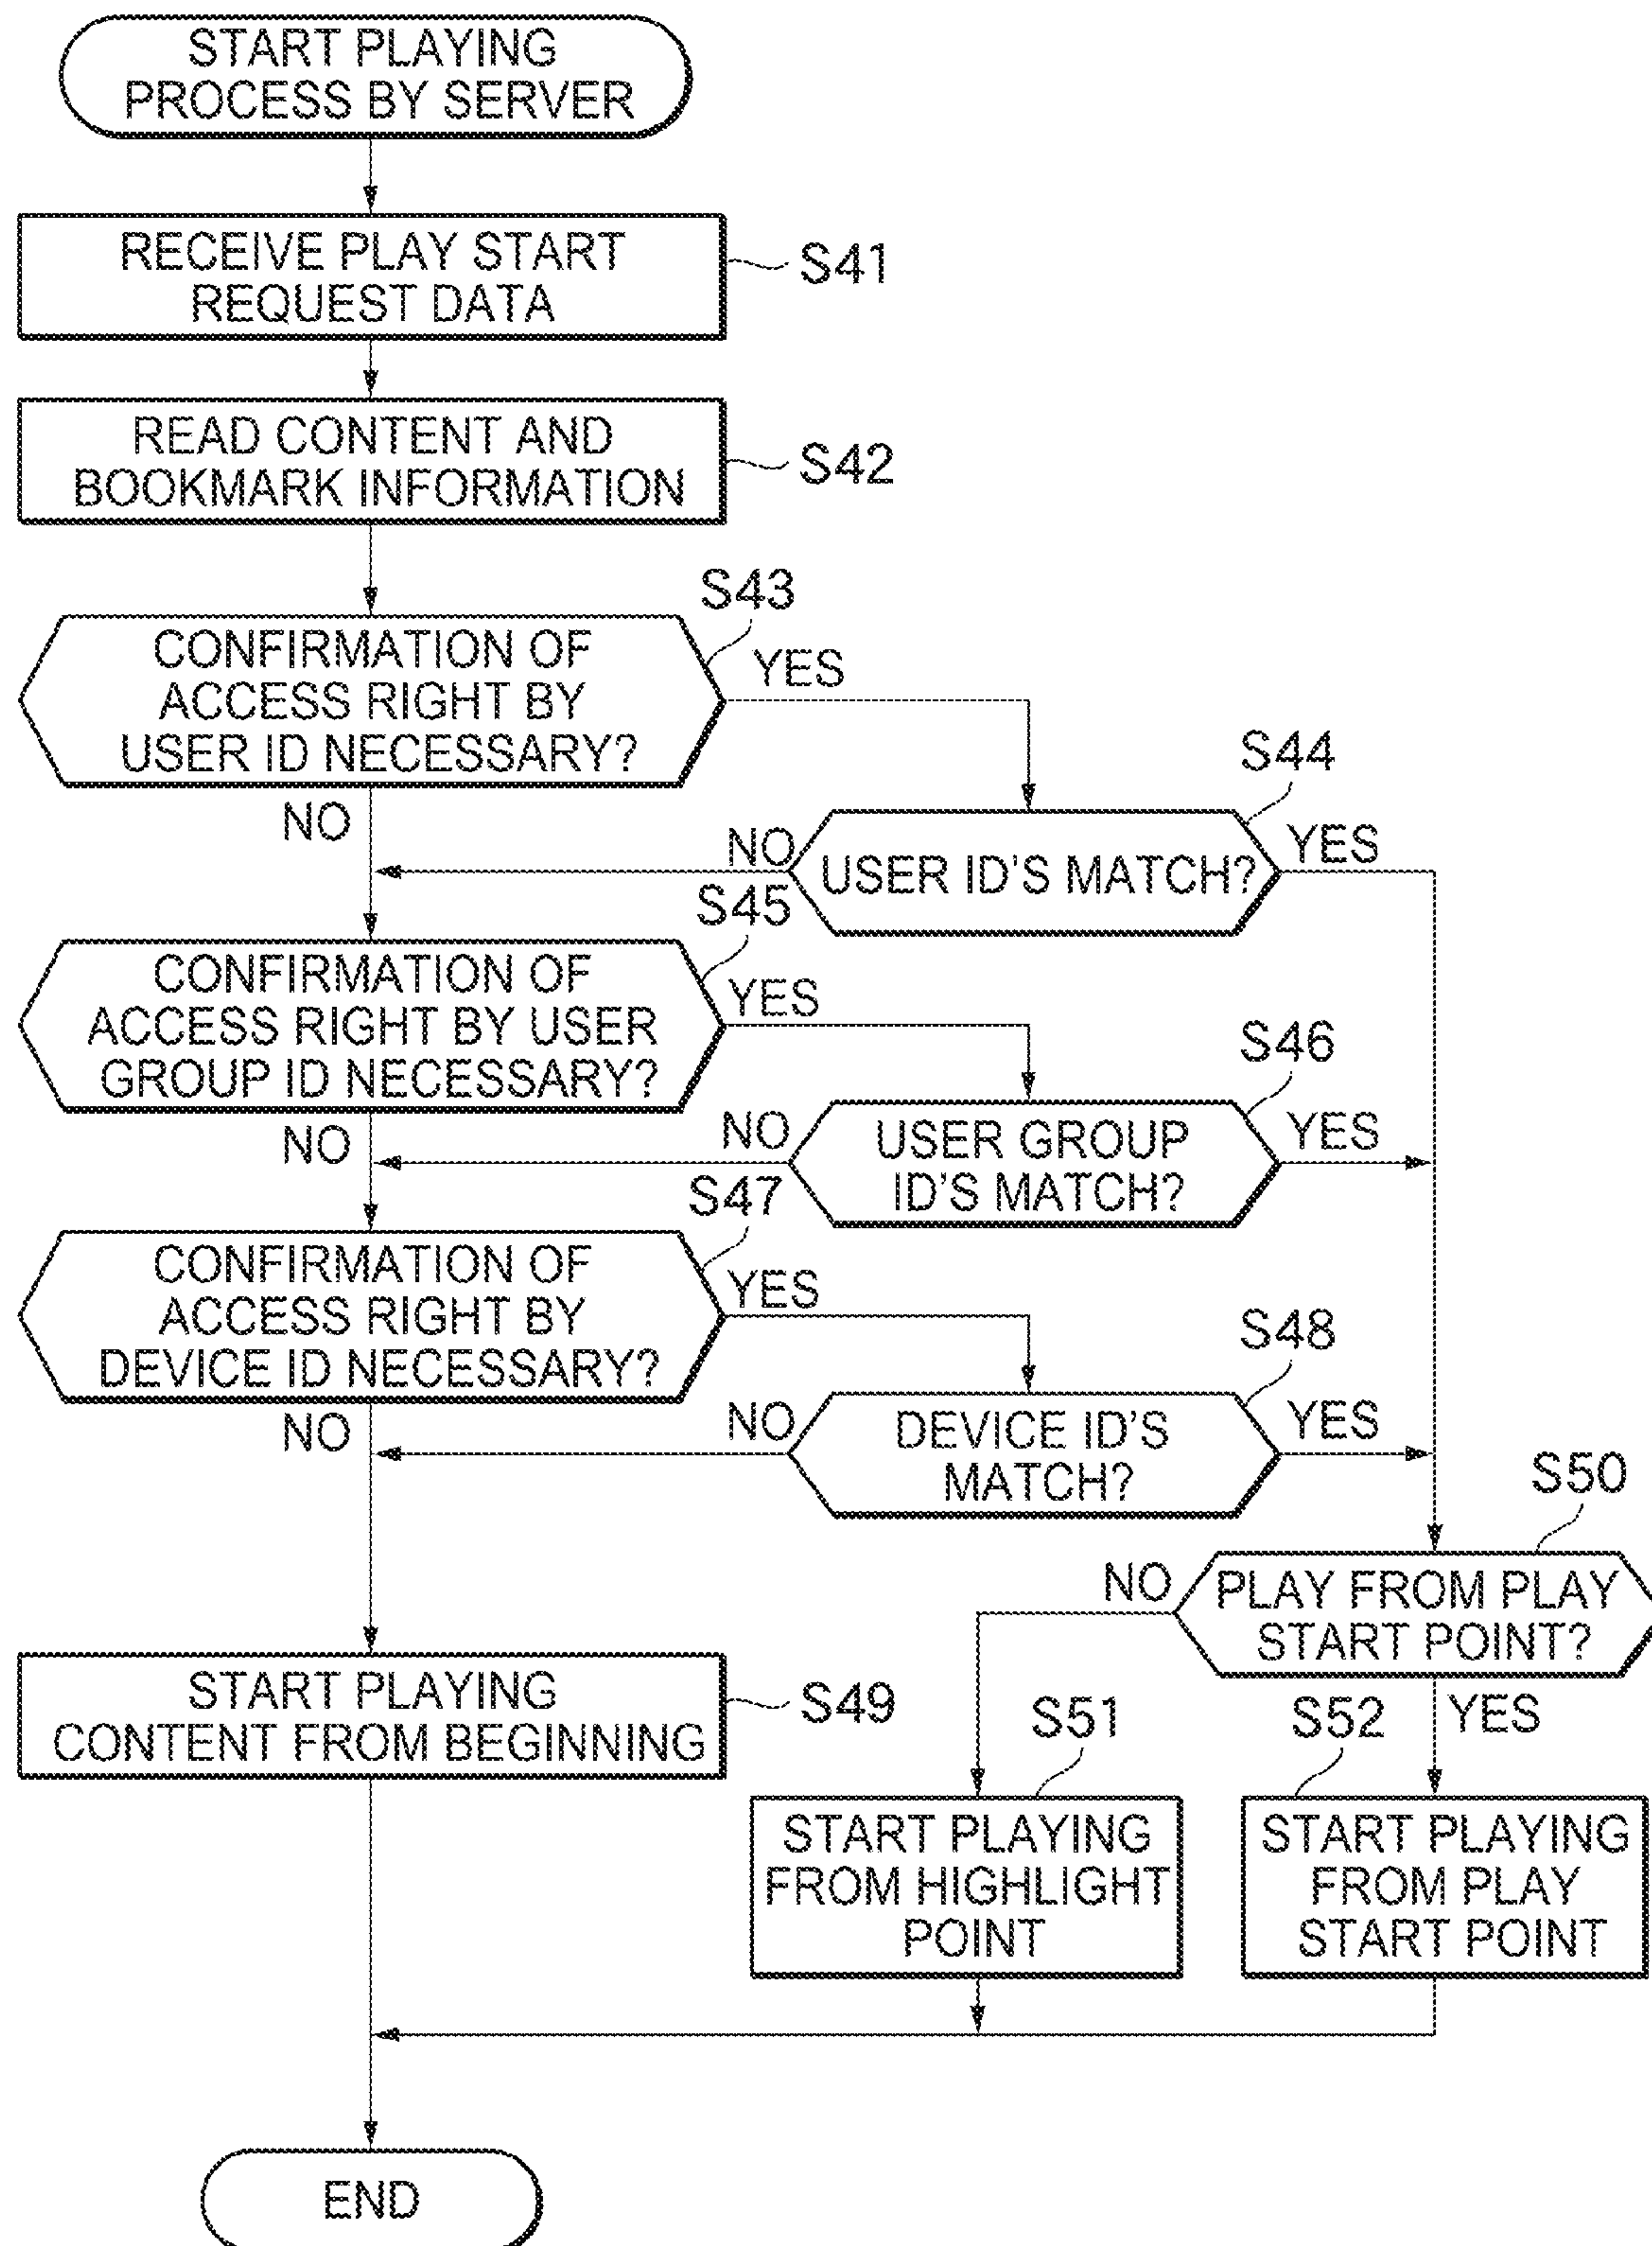 START PLAYING
PROCESS BY SERVER
RECEIVE PLAY START
REQUEST DATA
S41
READ CONTENT AND
BOOKMARK INFORMATION
S42
S43
CONFIRMATION OF
ACCESS RIGHT BY
USER ID NECESSARY?
YES
NO
S44
USER ID'S MATCH?
NO
YES
S45
CONFIRMATION OF
ACCESS RIGHT BY USER
GROUP ID NECESSARY?
YES
NO
S46
USER GROUP
ID'S MATCH?
NO
YES
S47
CONFIRMATION OF
ACCESS RIGHT BY
DEVICE ID NECESSARY?
YES
NO
S48
DEVICE ID'S
MATCH?
NO
YES
S50
PLAY FROM PLAY
START POINT?
NO
YES
START PLAYING
CONTENT FROM BEGINNING
S49
S51
START PLAYING
FROM HIGHLIGHT
POINT
S52
START PLAYING
FROM PLAY
START POINT
END